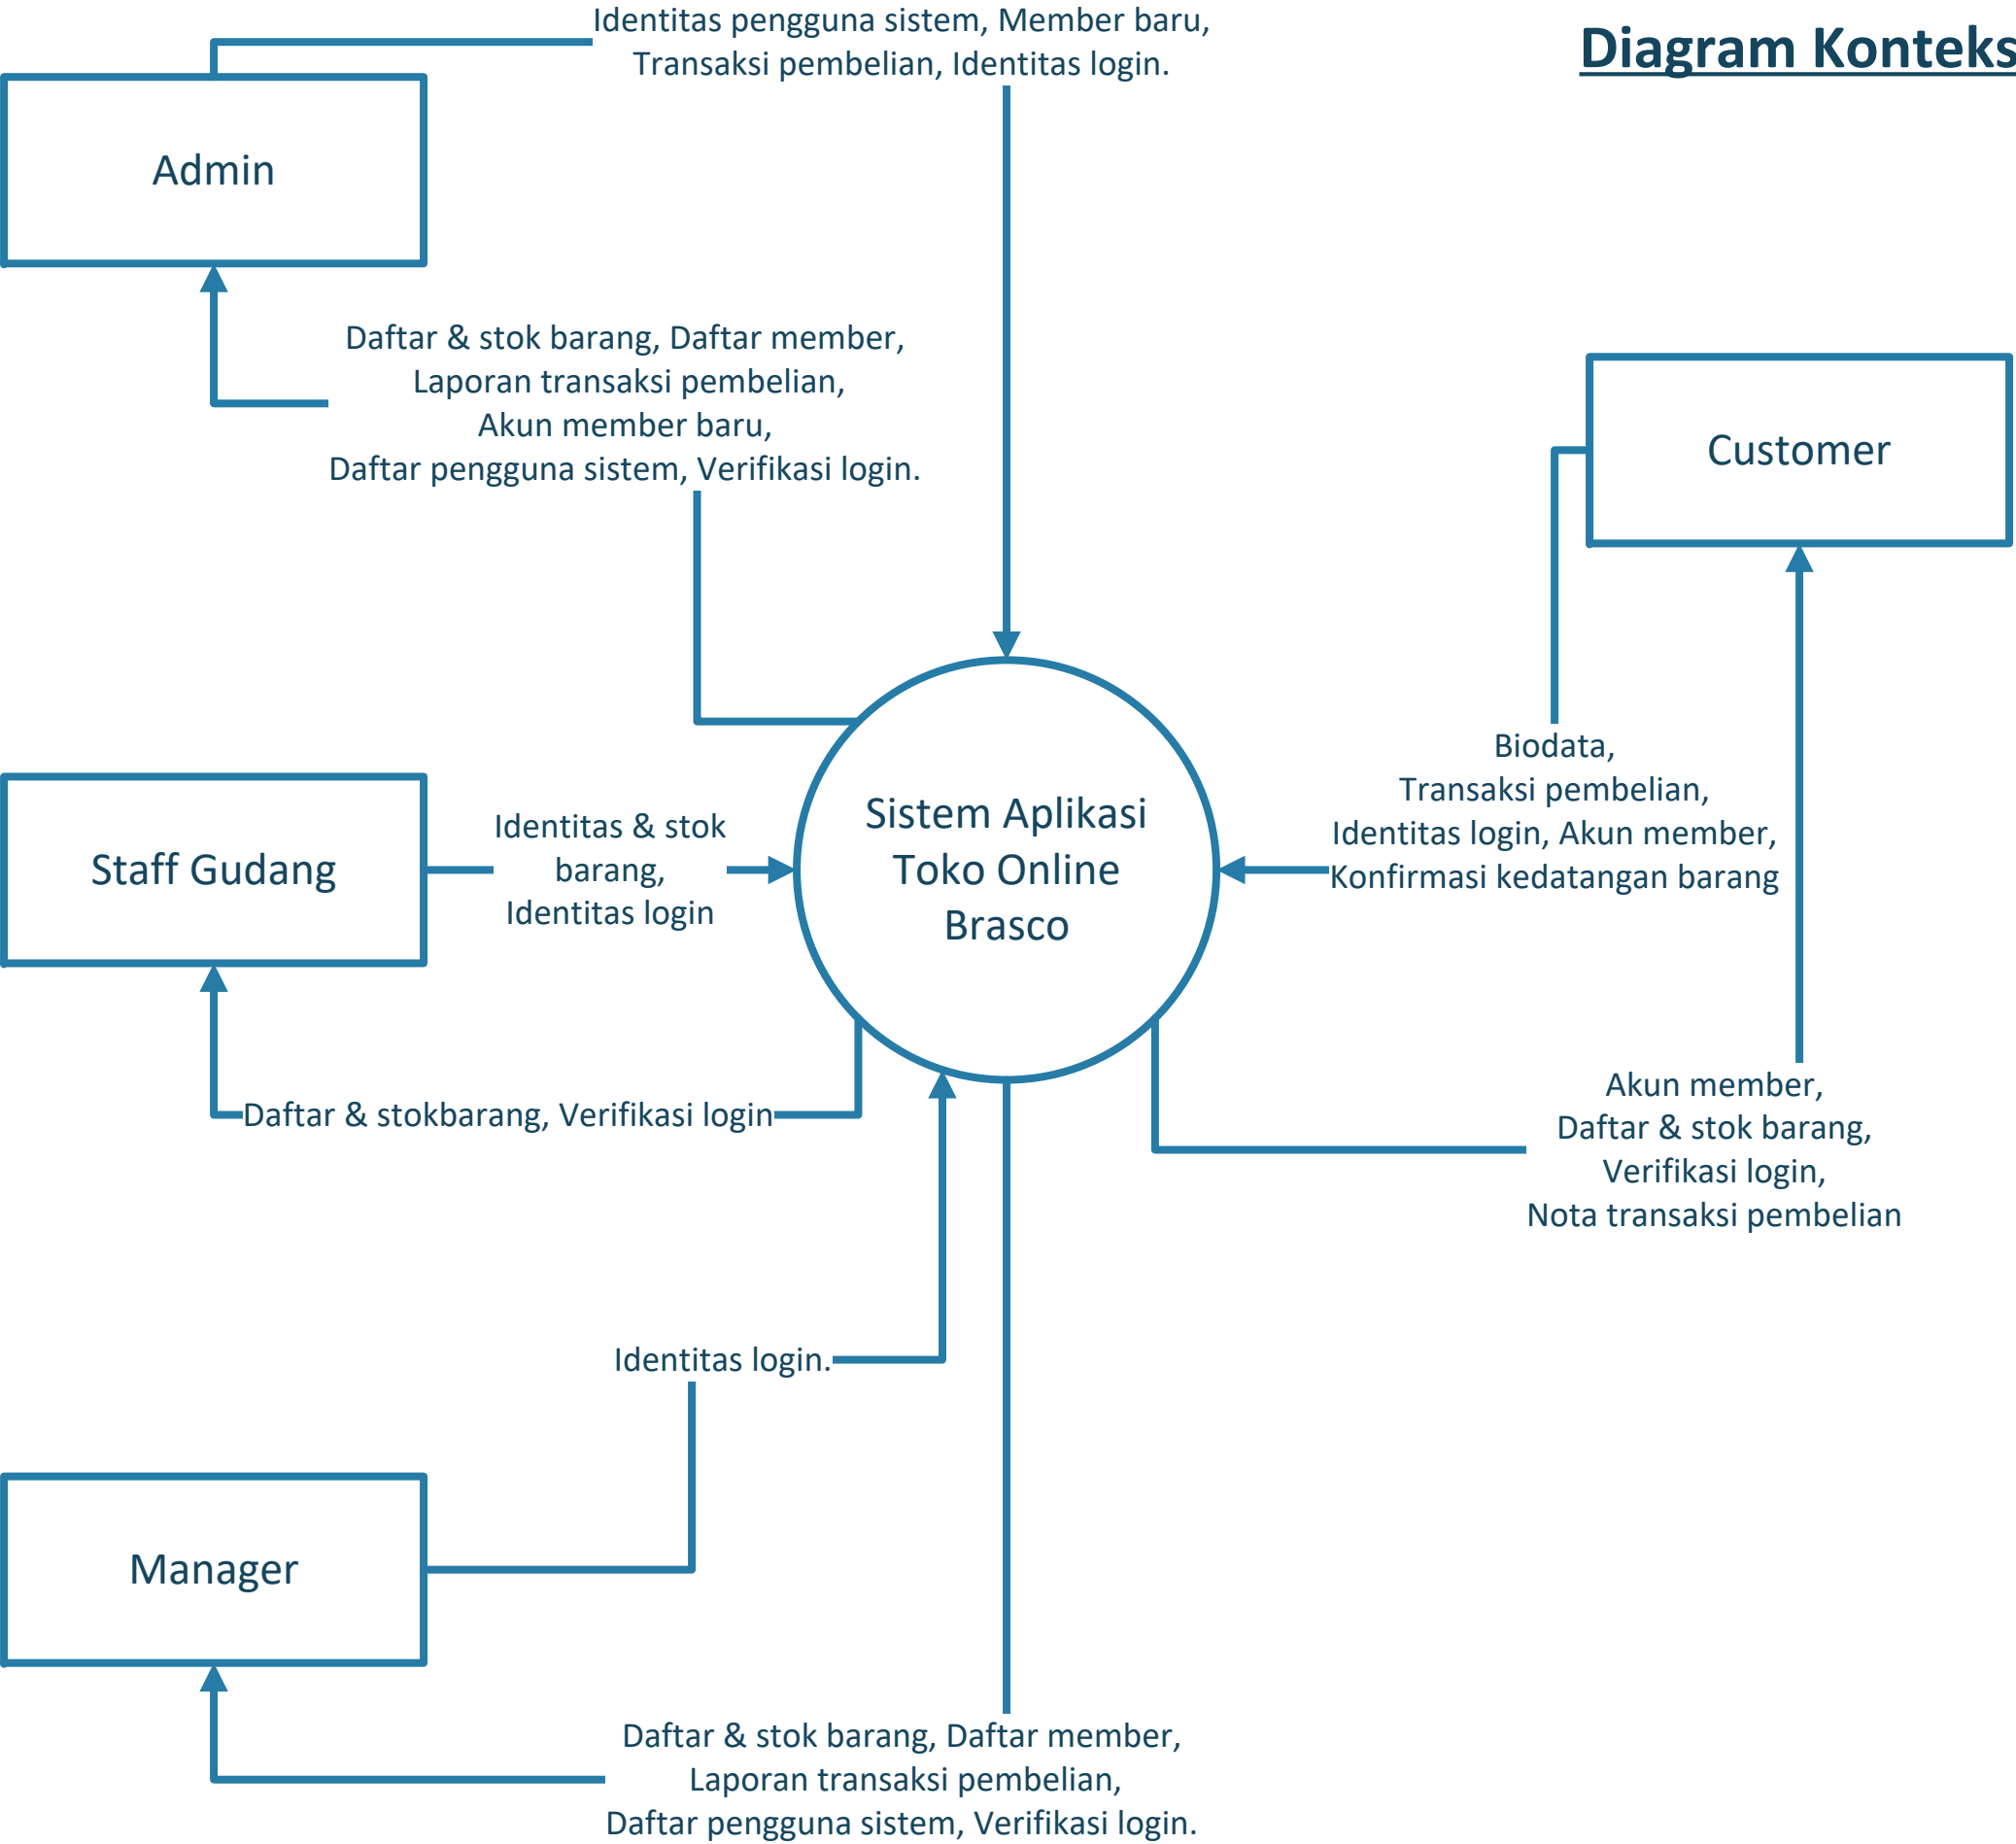 Identitas pengguna sistem, Member baru,
Transaksi pembelian, Identitas login.
Diagram Konteks
Admin
Daftar & stok barang, Daftar member,
Laporan transaksi pembelian,
Akun member baru,
Daftar pengguna sistem, Verifikasi login.
Customer
Biodata,
Transaksi pembelian,
Identitas login, Akun member,
Konfirmasi kedatangan barang
Sistem Aplikasi
Toko Online
Brasco
Staff Gudang
Identitas & stok
barang,
Identitas login
Daftar & stokbarang, Verifikasi login
Akun member,
Daftar & stok barang,
Verifikasi login,
Nota transaksi pembelian
Identitas login.
Manager
Daftar & stok barang, Daftar member,
Laporan transaksi pembelian,
Daftar pengguna sistem, Verifikasi login.